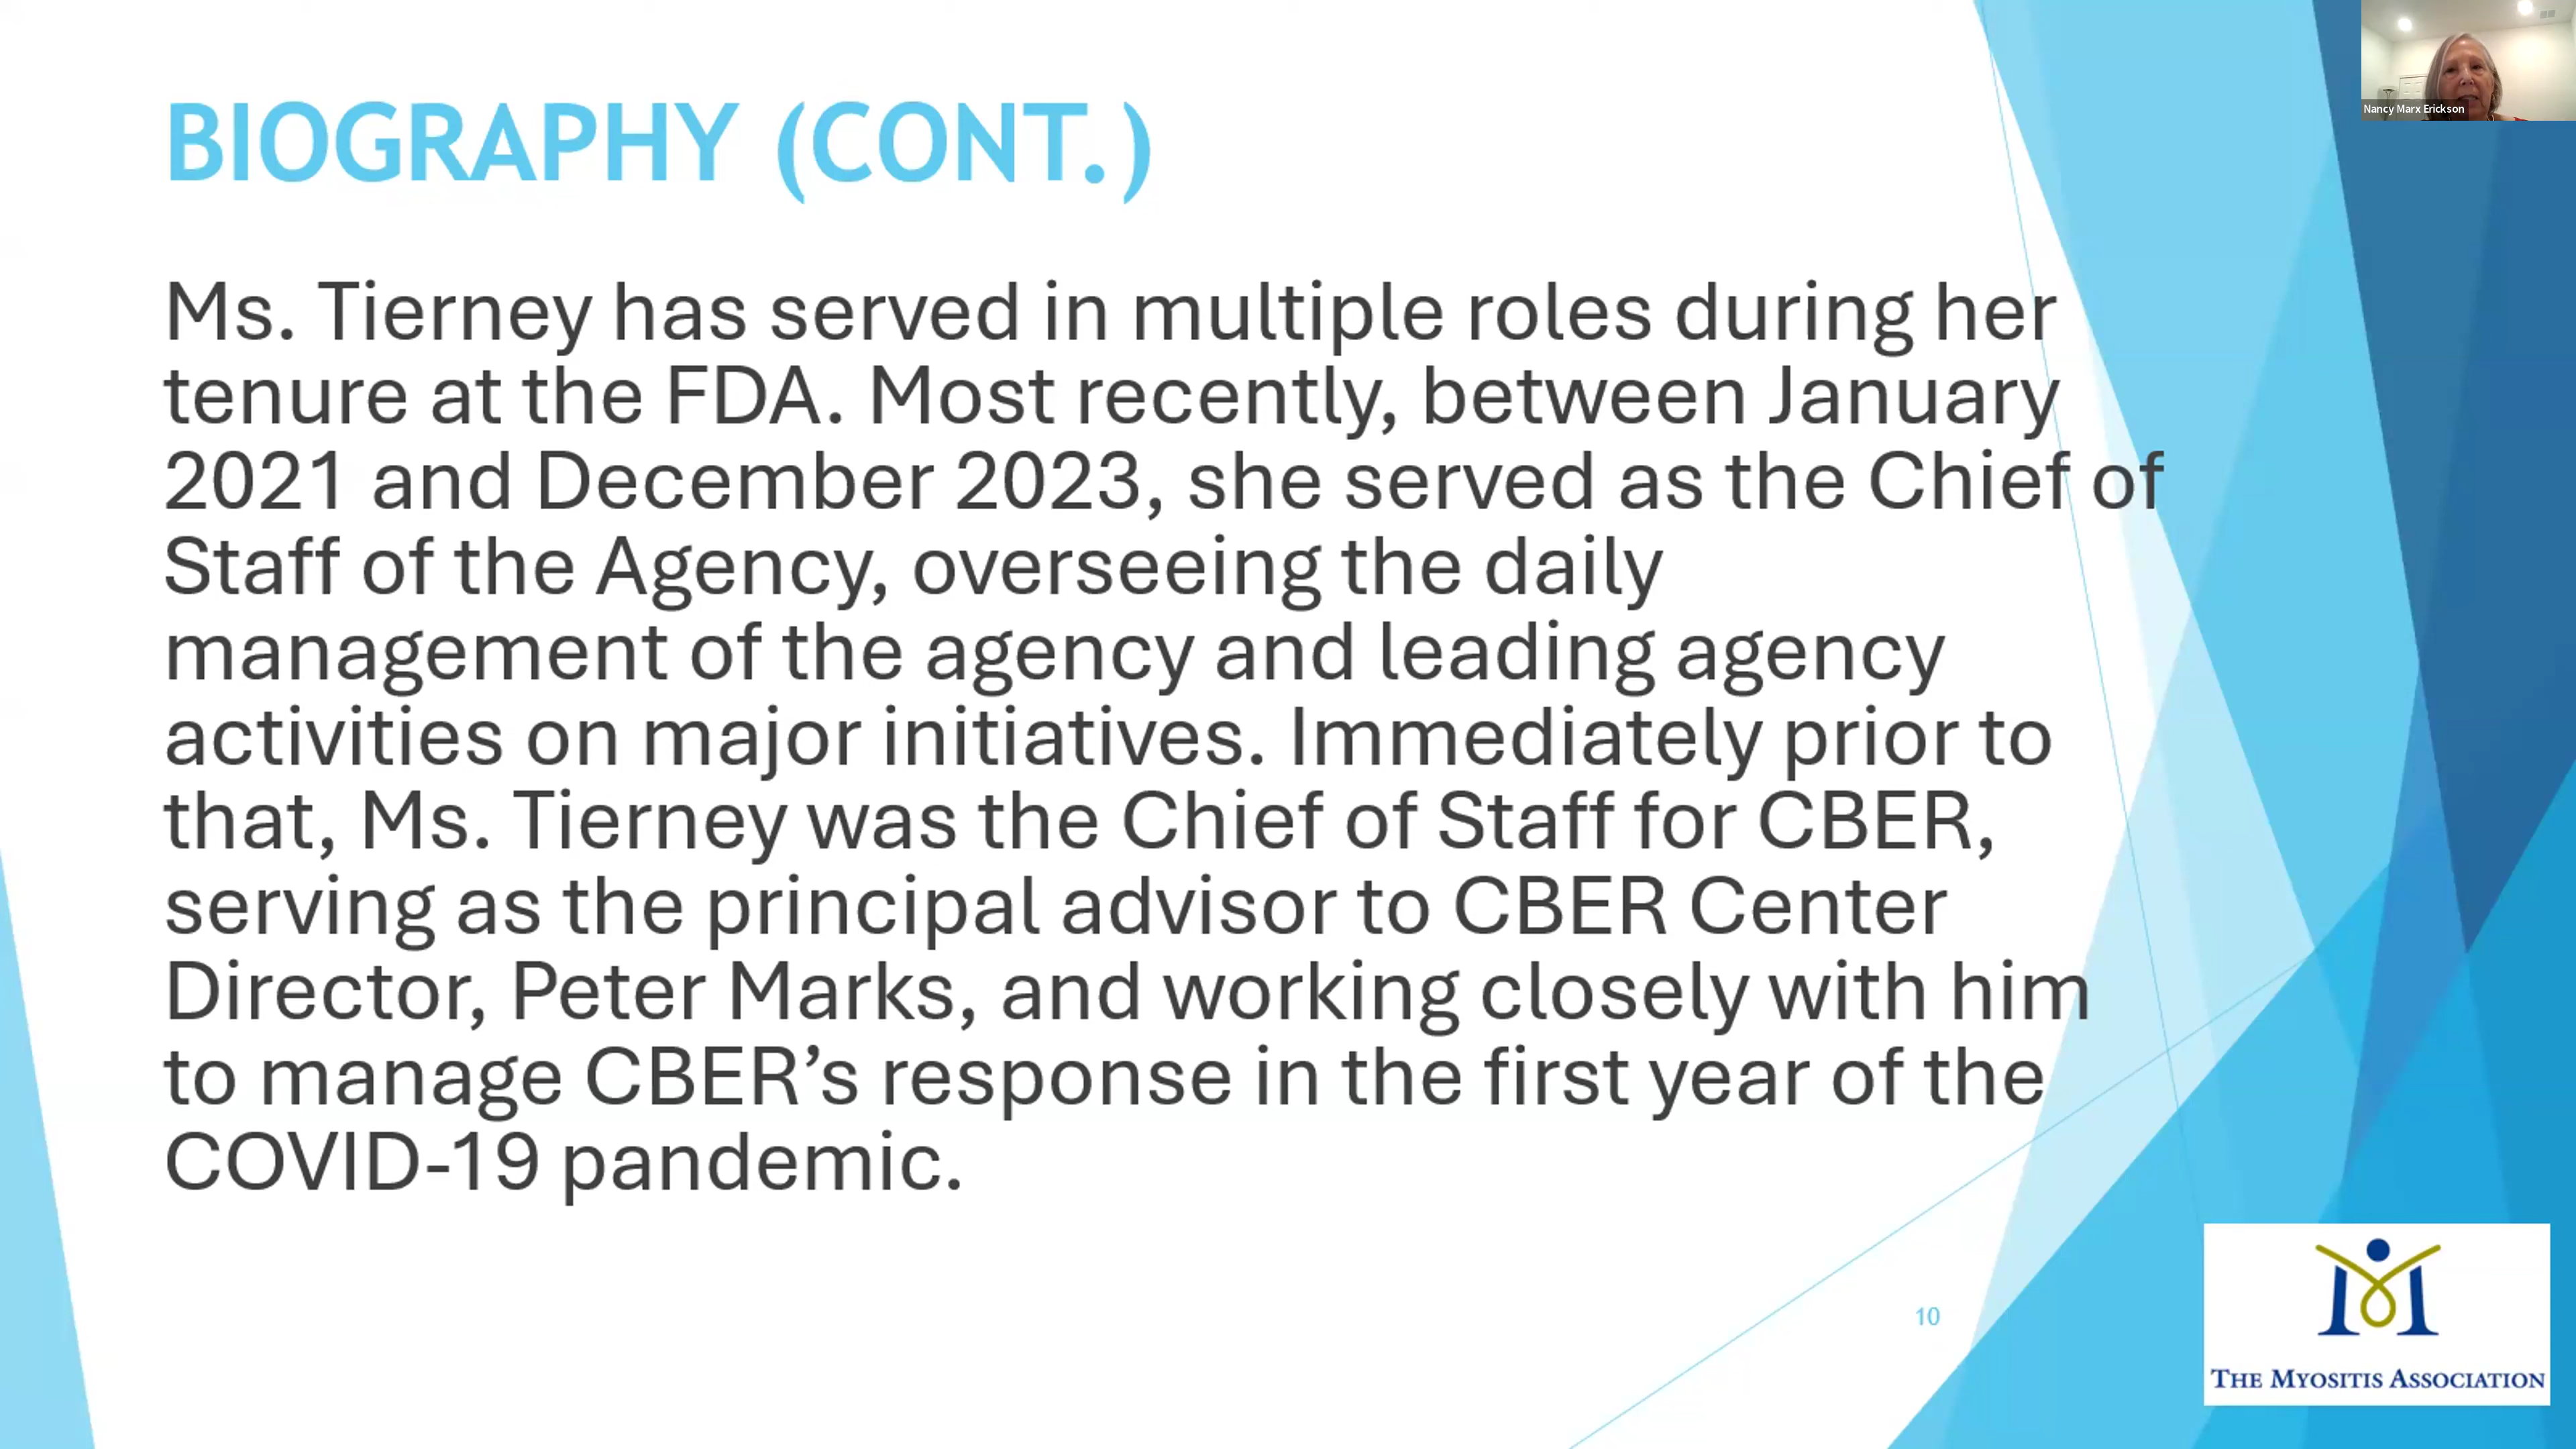 BIOGRAPHY (CONT.)
Nancy Marx Erickson
Ms. Tierney has served in multiple roles during her
tenure at the FDA. Most recently, between January
2021 and December 2023, she served as the Chief of
Staff of the Agency, overseeing the daily
management of the agency and leading agency
activities on major initiatives. Immediately prior to
that, Ms. Tierney was the Chief of Staff for CBER,
serving as the principal advisor to CBER Center
Director, Peter Marks, and working closely with him
to manage CBER’s response in the first year of the
COVID-19 pandemic.
10
THE MYOSITIS ASSOCIATION